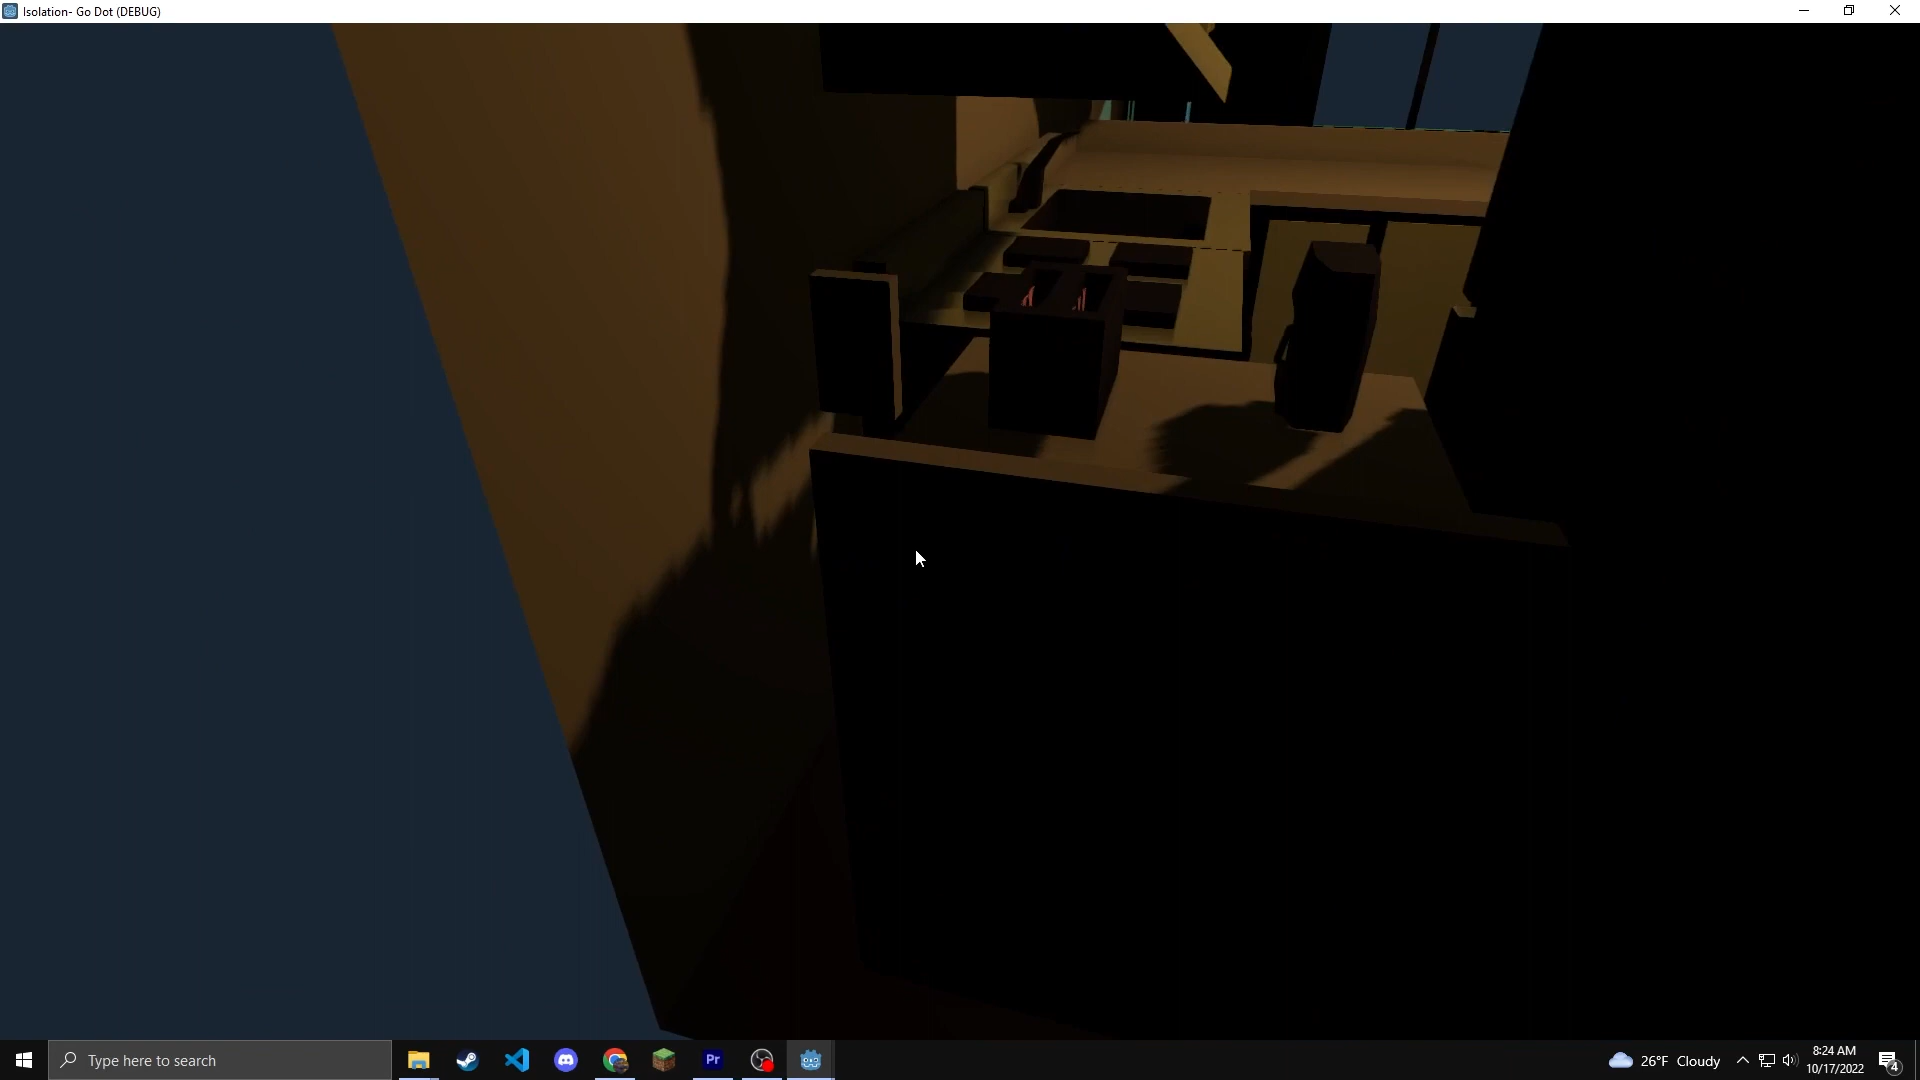 Isolation- Go Dot (DEBUG)
Type here to search
Pr
26°F Cloudy
8:24 AM
10/17/2022
4